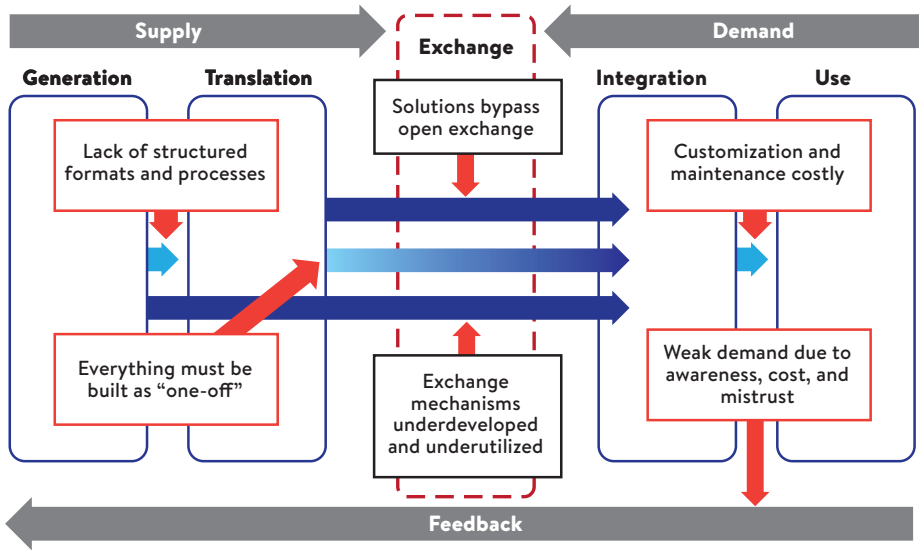 Supply
Exchange
Demand
Generation
Translation
Integration
Use
Lack of structured
formats and processes
Solutions bypass
open exchange
Customization and
maintenance costly
Everything must be
built as “one-off”
Exchange
mechanisms
underdeveloped
and underutilized
Weak demand due to
awareness, cost, and
mistrust
Feedback